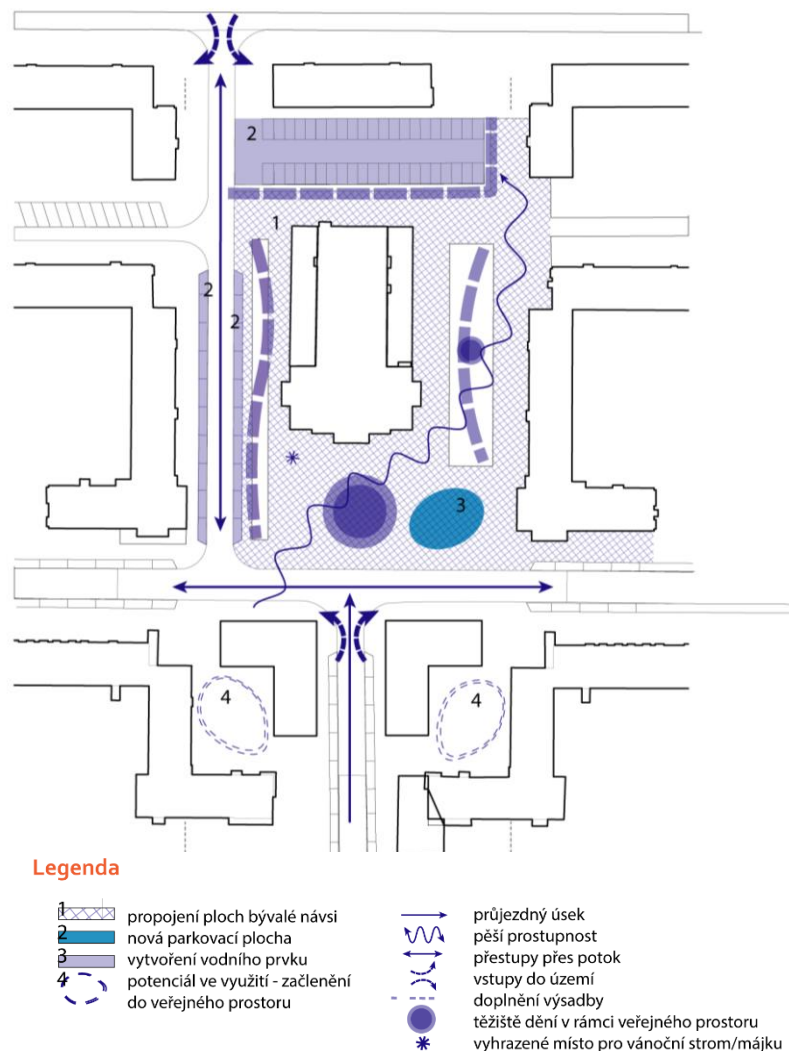 2
1
2
2
3
4
4
Legenda
1 propojení ploch bývalé návsi
2 nová parkovací plocha
3 vytvoření vodního prvku
4 potenciál ve využití - začlenění
do veřejného prostoru
průjezdný úsek
pěší prostupnost
přestupy přes potok
vstupy do území
doplnění výsadby
těžiště dění v rámci veřejného prostoru
vyhrazené místo pro vánoční strom/májku